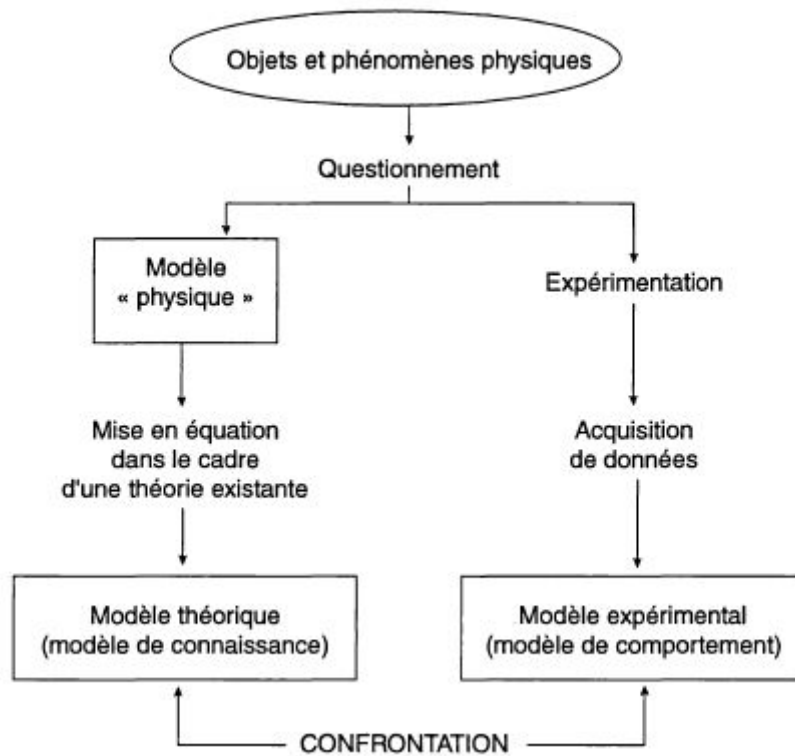 Objets et phénomènes physiques
Questionnement
Modèle
« physique »
Expérimentation
Mise en équation
dans le cadre
d'une théorie existante
Acquisition
de données
Modèle théorique
(modèle de connaissance)
Modèle expérimental
(modèle de comportement)
CONFRONTATION